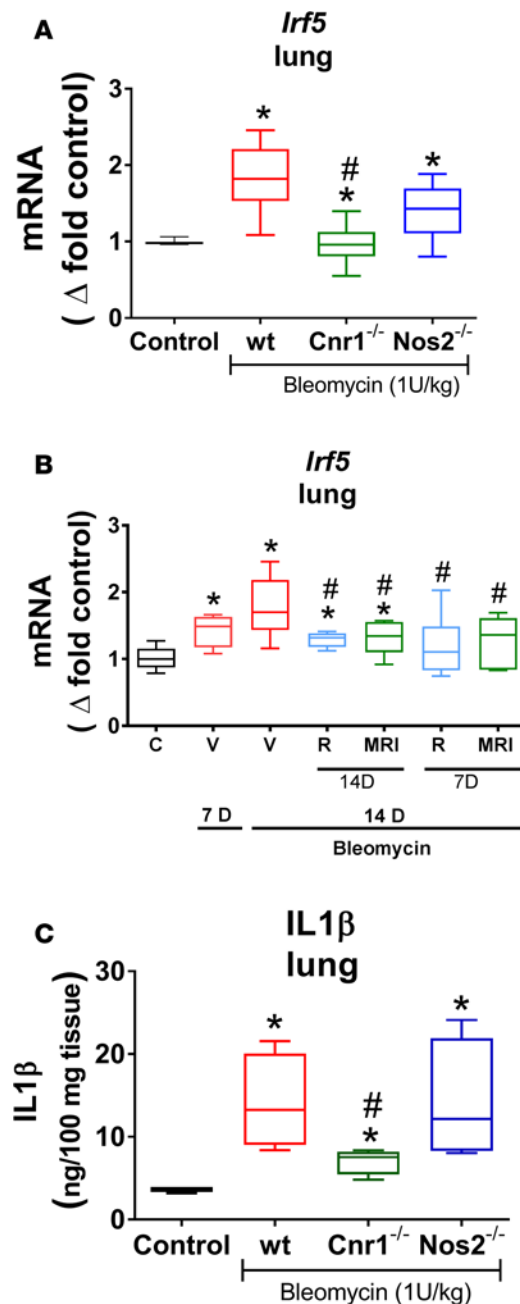 A
Irf5
lung
mRNA
( Δ fold control)
3
2
1
0
*
#
*
*
Control wt Cnr1-/- Nos2-/-
Bleomycin (1U/kg)
B
Irf5
lung
mRNA
( Δ fold control)
3
2
1
0
*
*
#
*
#
*
#
#
C V V R MRI R MRI
14D 7D
7 D 14 D
Bleomycin
C
IL1β
lung
IL1β
(ng/100 mg tissue)
30
20
10
0
*
#
*
*
Control wt Cnr1-/- Nos2-/-
Bleomycin (1U/kg)